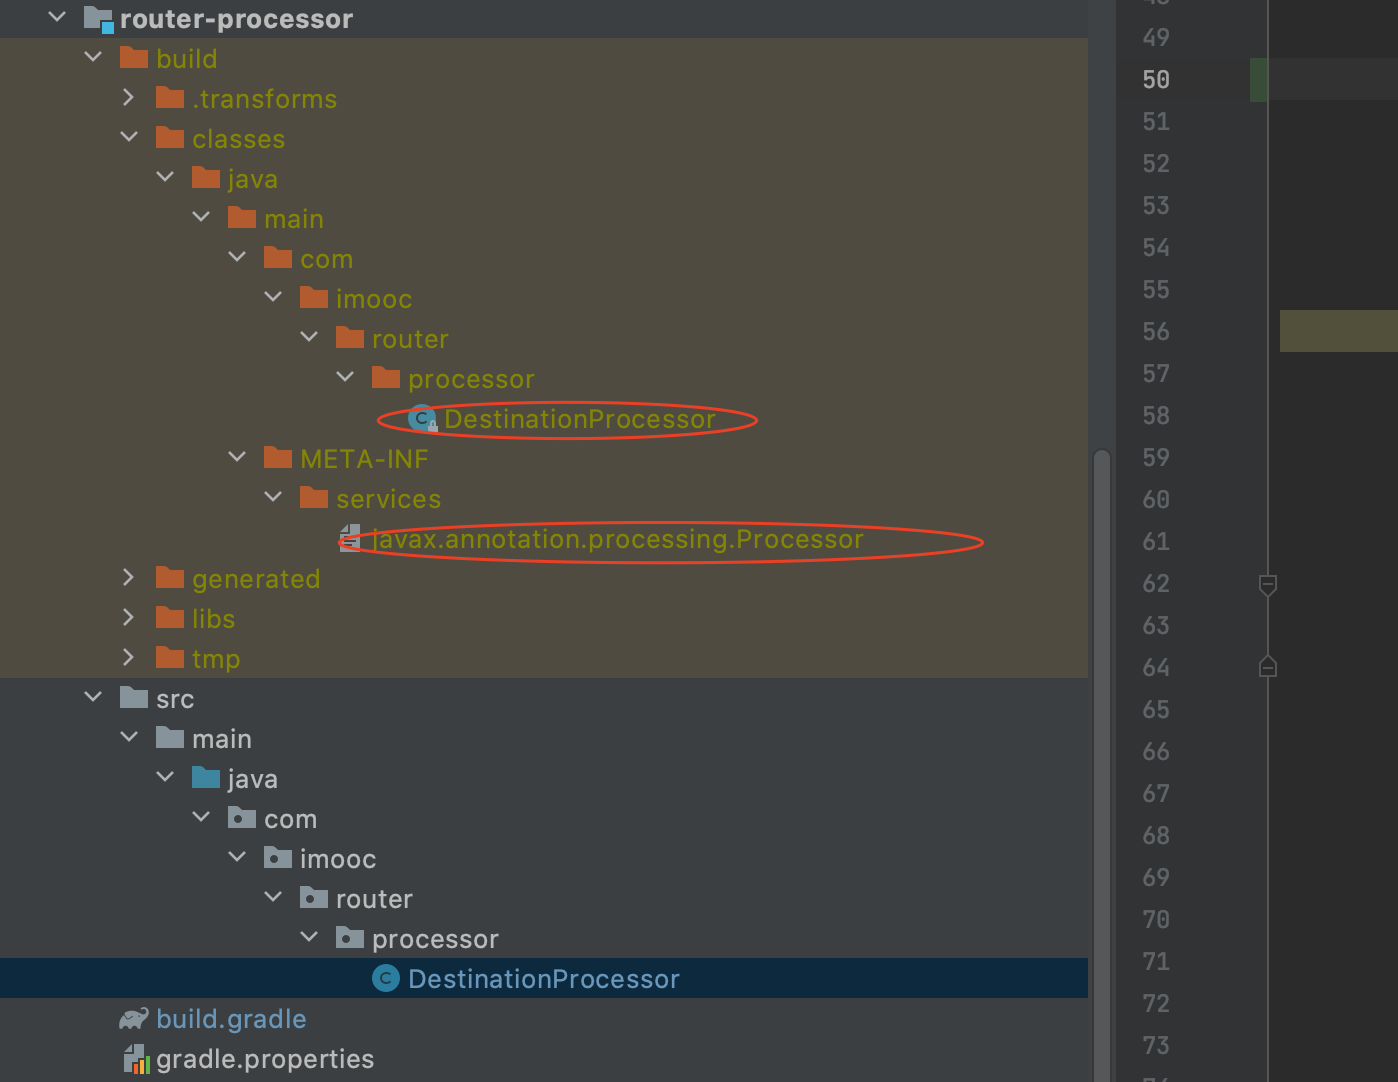 router-processor
build
.transforms
classes
java
main
com
imooc
router
processor
DestinationProcessor
META-INF
services
javax.annotation.processing.Processor
generated
libs
tmp
src
main
java
com
imooc
router
processor
DestinationProcessor
build.gradle
gradle.properties
49
50
51
52
53
54
55
56
57
58
59
60
61
62
63
64
65
66
67
68
69
70
71
72
73